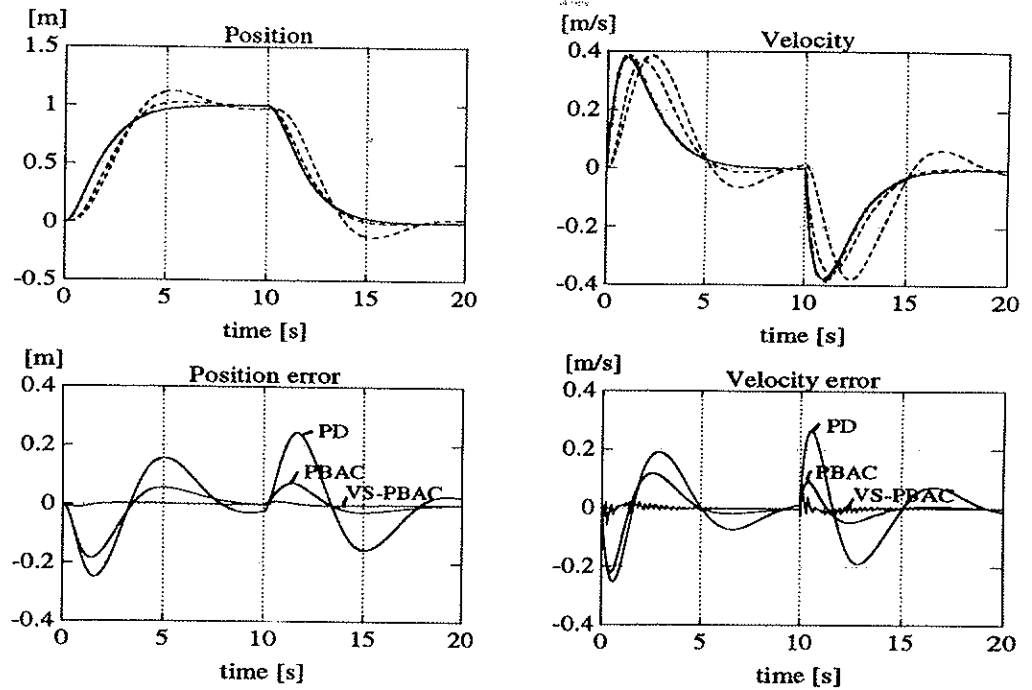 [m]
Position
1.5
1
0.5
0
-0.5
0 5 10 15 20
time [s]
[m/s]
Velocity
0.4
0.2
0
-0.2
-0.4
0 5 10 15 20
time [s]
[m]
Position error
0.4
0.2
0
-0.2
-0.4
PD
PBAC
VS-PBAC
0 5 10 15 20
time [s]
[m/s]
Velocity error
0.4
0.2
0
-0.2
-0.4
PD
PBAC
VS-PBAC
0 5 10 15 20
time [s]